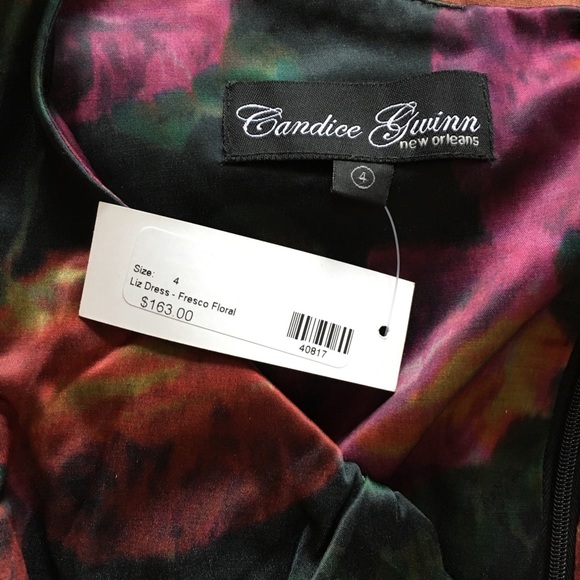 Candice Gwinn
new orleans
4
Size: 4
Liz Dress - Fresco Floral
$163.00
40817